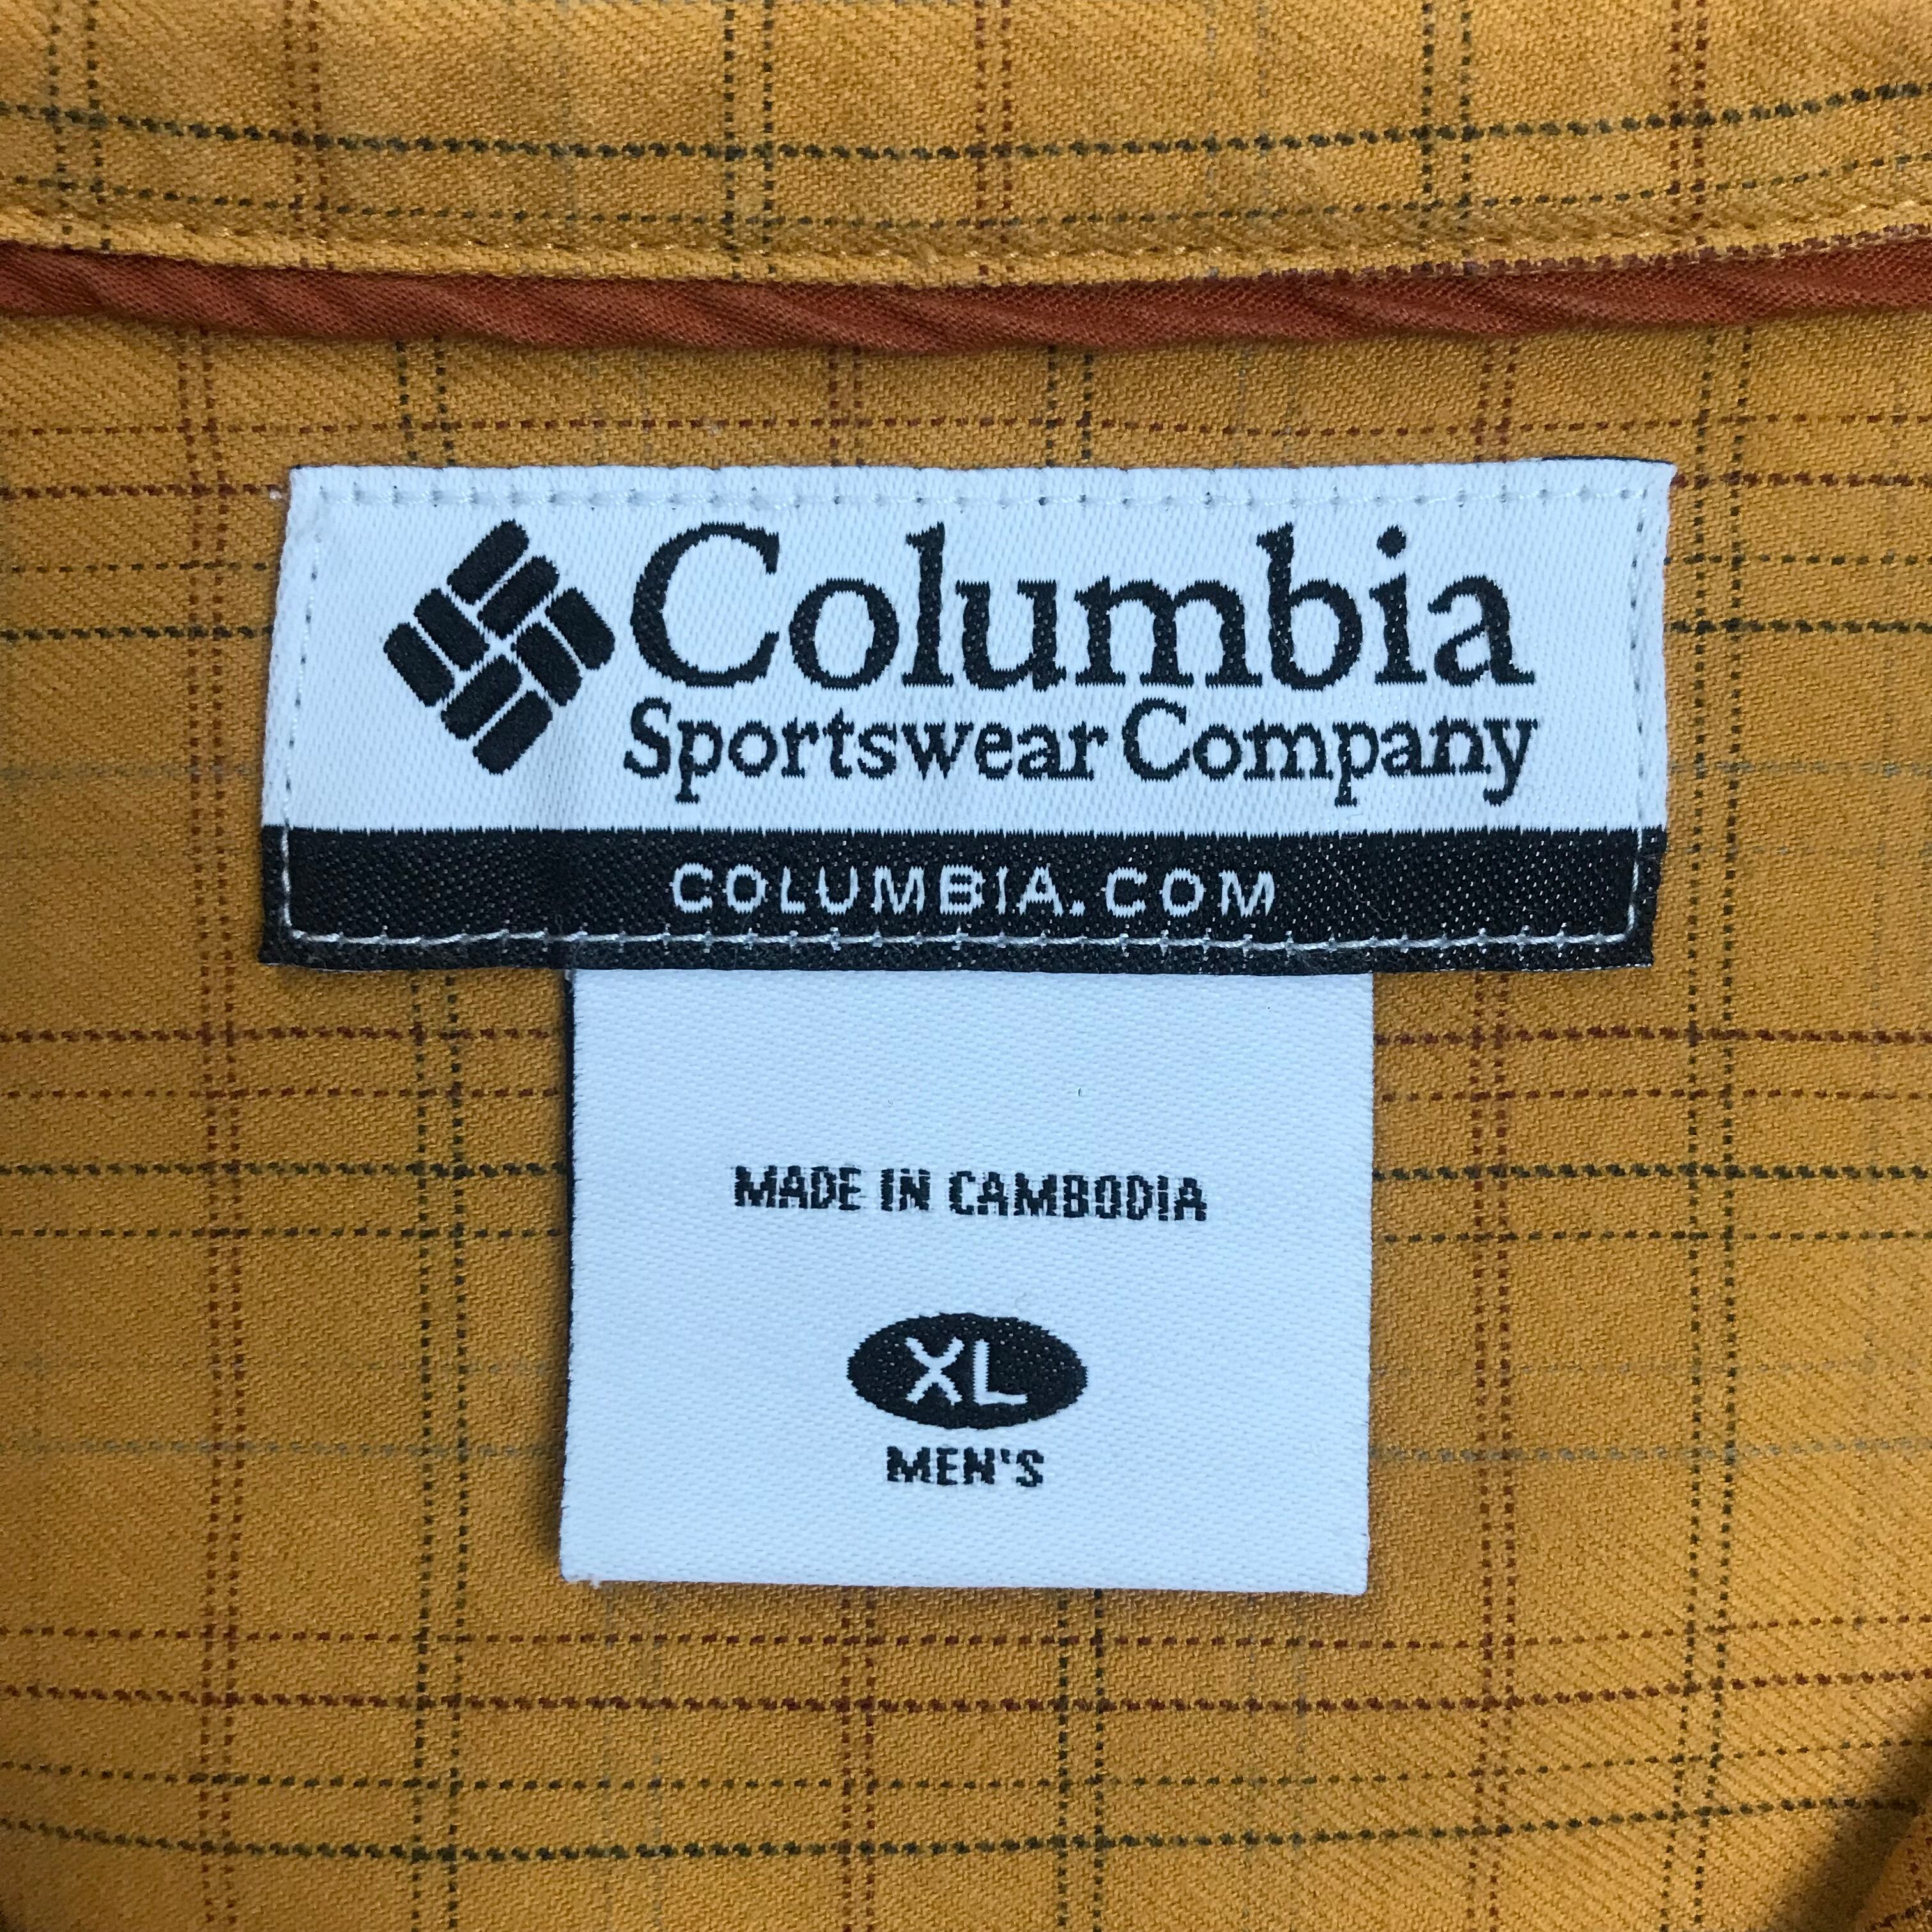 Columbia
Sportswear Company
COLUMBIA.COM
MADE IN CAMBODIA
XL
MEN'S